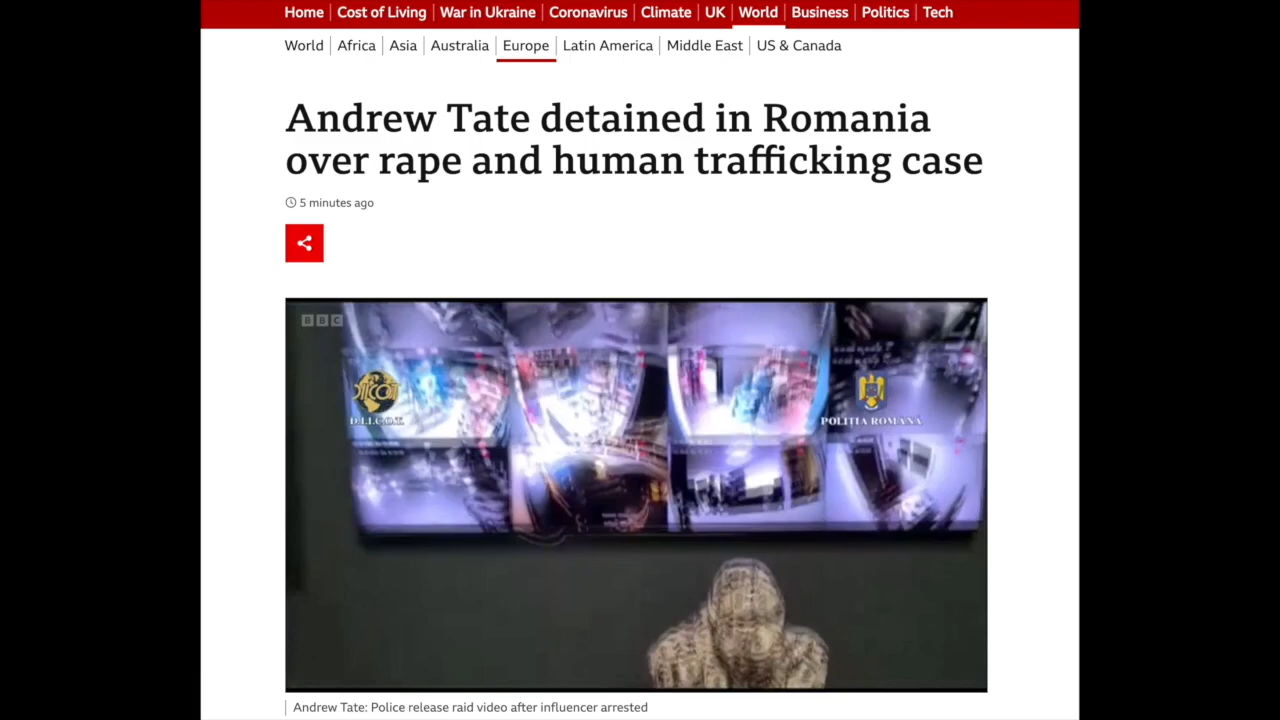 Home Cost of Living War in Ukraine Coronavirus Climate UK World Business Politics Tech
World Africa Asia Australia Europe Latin America Middle East US & Canada
Andrew Tate detained in Romania
over rape and human trafficking case
5 minutes ago
BBC
D.I.I.C.O.T.
POLIȚIA ROMÂNĂ
Andrew Tate: Police release raid video after influencer arrested